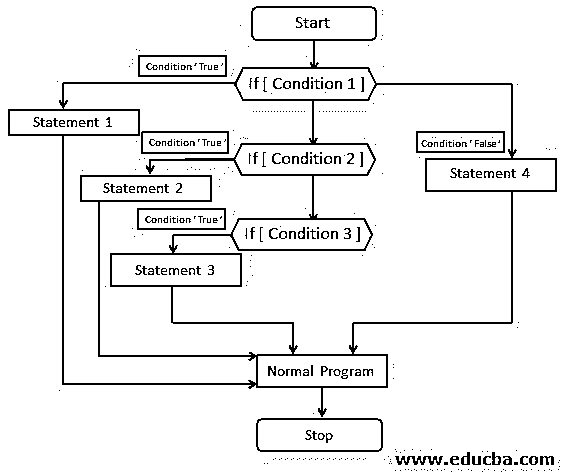 Start
Condition 'True'
If [ Condition 1 ]
Statement 1
Condition 'True'
If [ Condition 2 ]
Condition 'False'
Statement 2
Statement 4
Condition 'True'
If [ Condition 3 ]
Statement 3
Normal Program
Stop
www.educba.com